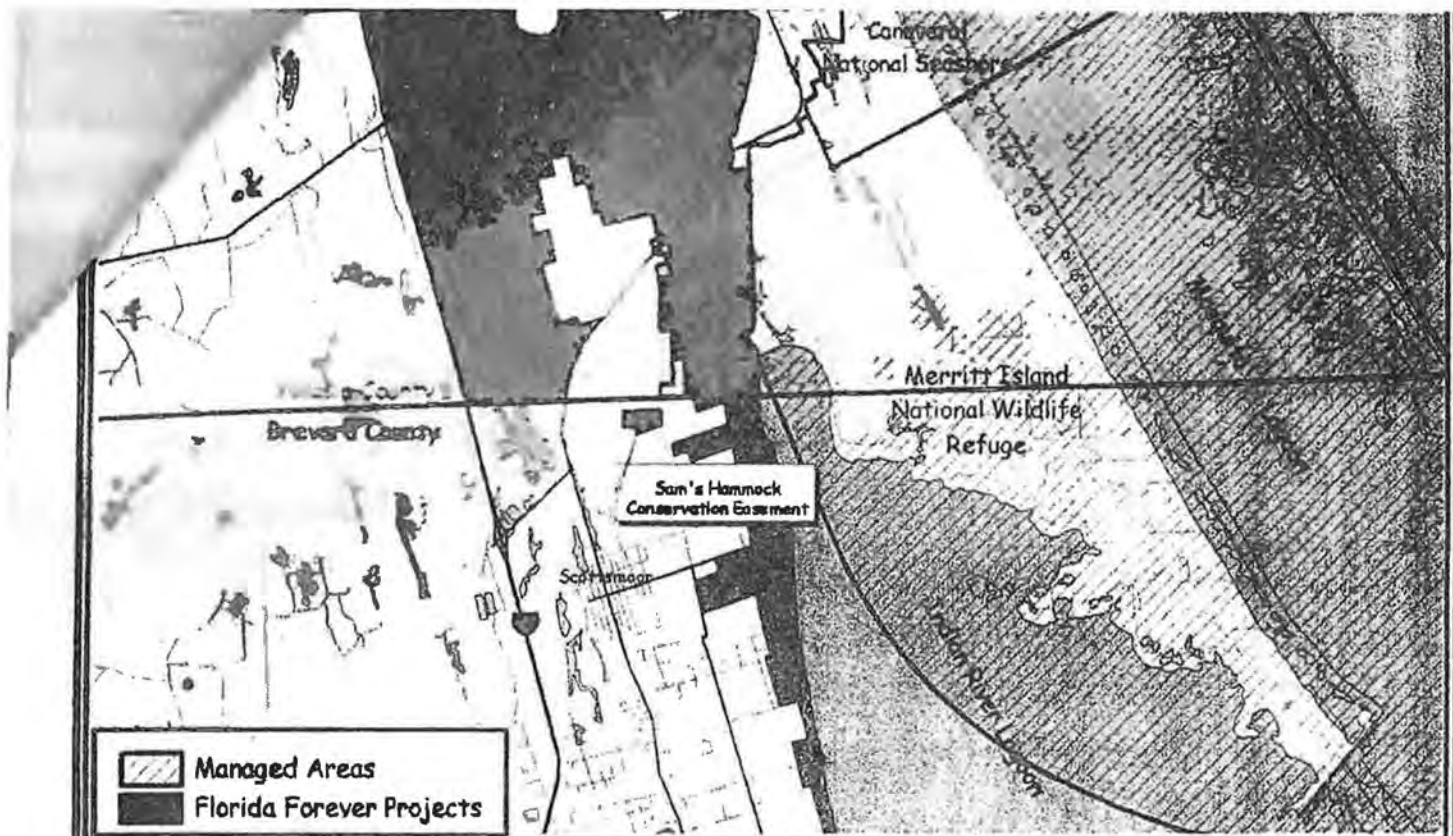 Canaveral
National Seashore
Merritt Island
National Wildlife
Refuge
Brevard County
Sam's Hammock
Conservation Easement
Scottsmoor
Indian River Lagoon
Managed Areas
Florida Forever Projects